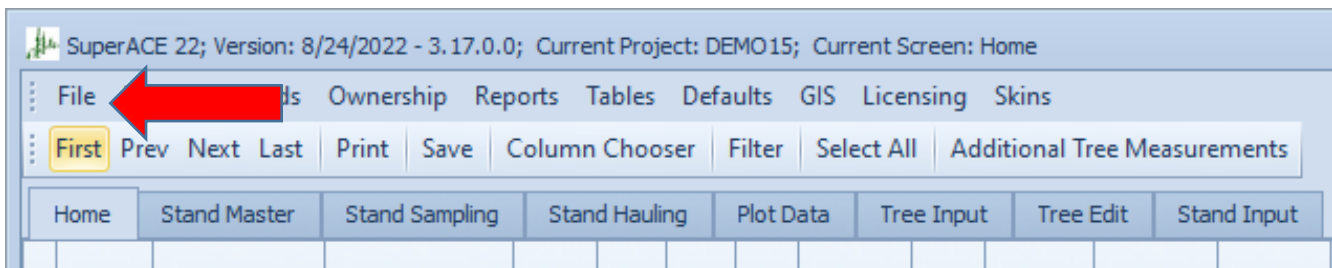 SuperACE 22; Version: 8/24/2022 - 3.17.0.0; Current Project: DEMO15; Current Screen: Home
File Ownership Reports Tables Defaults GIS Licensing Skins
First Prev Next Last Print Save Column Chooser Filter Select All Additional Tree Measurements
Home Stand Master Stand Sampling Stand Hauling Plot Data Tree Input Tree Edit Stand Input